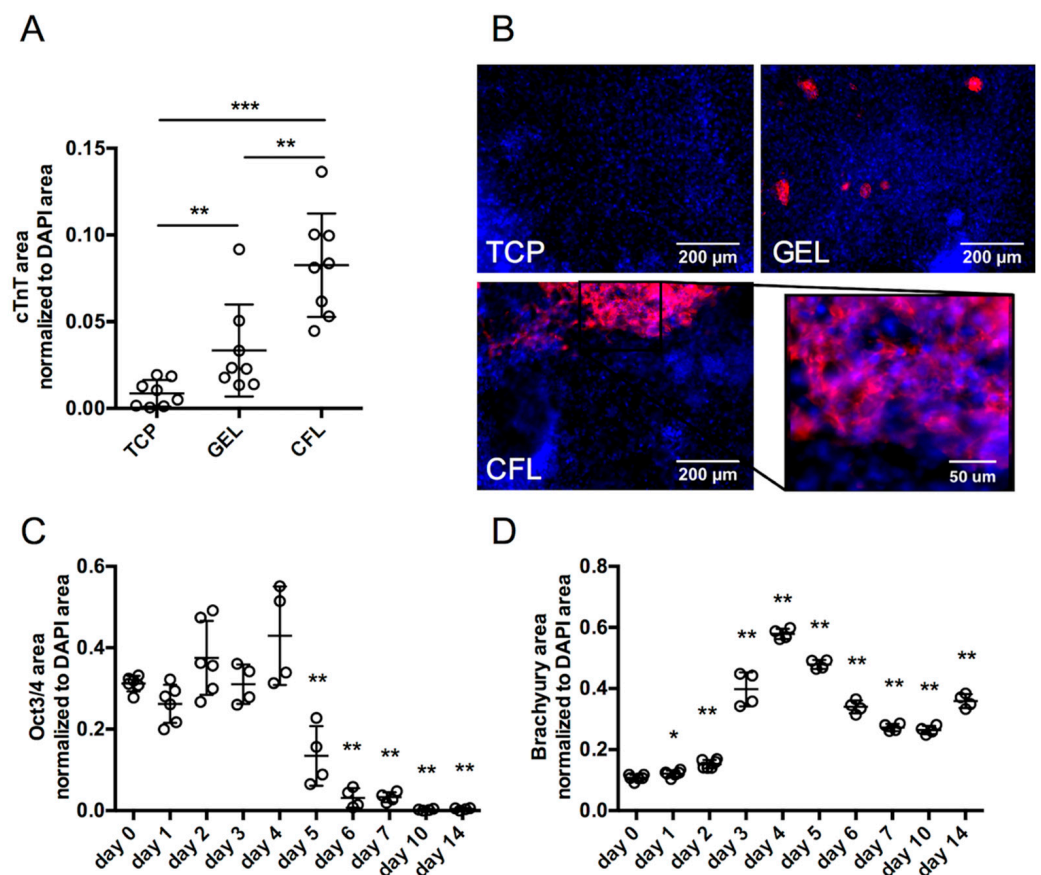 A
cTnT area
normalized to DAPI area
0.15
0.10
0.05
0.00
***
**
**
TCP
GEL
CFL
B
TCP
200 µm
GEL
200 µm
CFL
200 µm
50 um
C
Oct3/4 area
normalized to DAPI area
0.6
0.4
0.2
0.0
**
**
**
**
**
day 0
day 1
day 2
day 3
day 4
day 5
day 6
day 7
day 10
day 14
D
Brachyury area
normalized to DAPI area
0.8
0.6
0.4
0.2
0.0
*
**
**
**
**
**
**
**
**
day 0
day 1
day 2
day 3
day 4
day 5
day 6
day 7
day 10
day 14